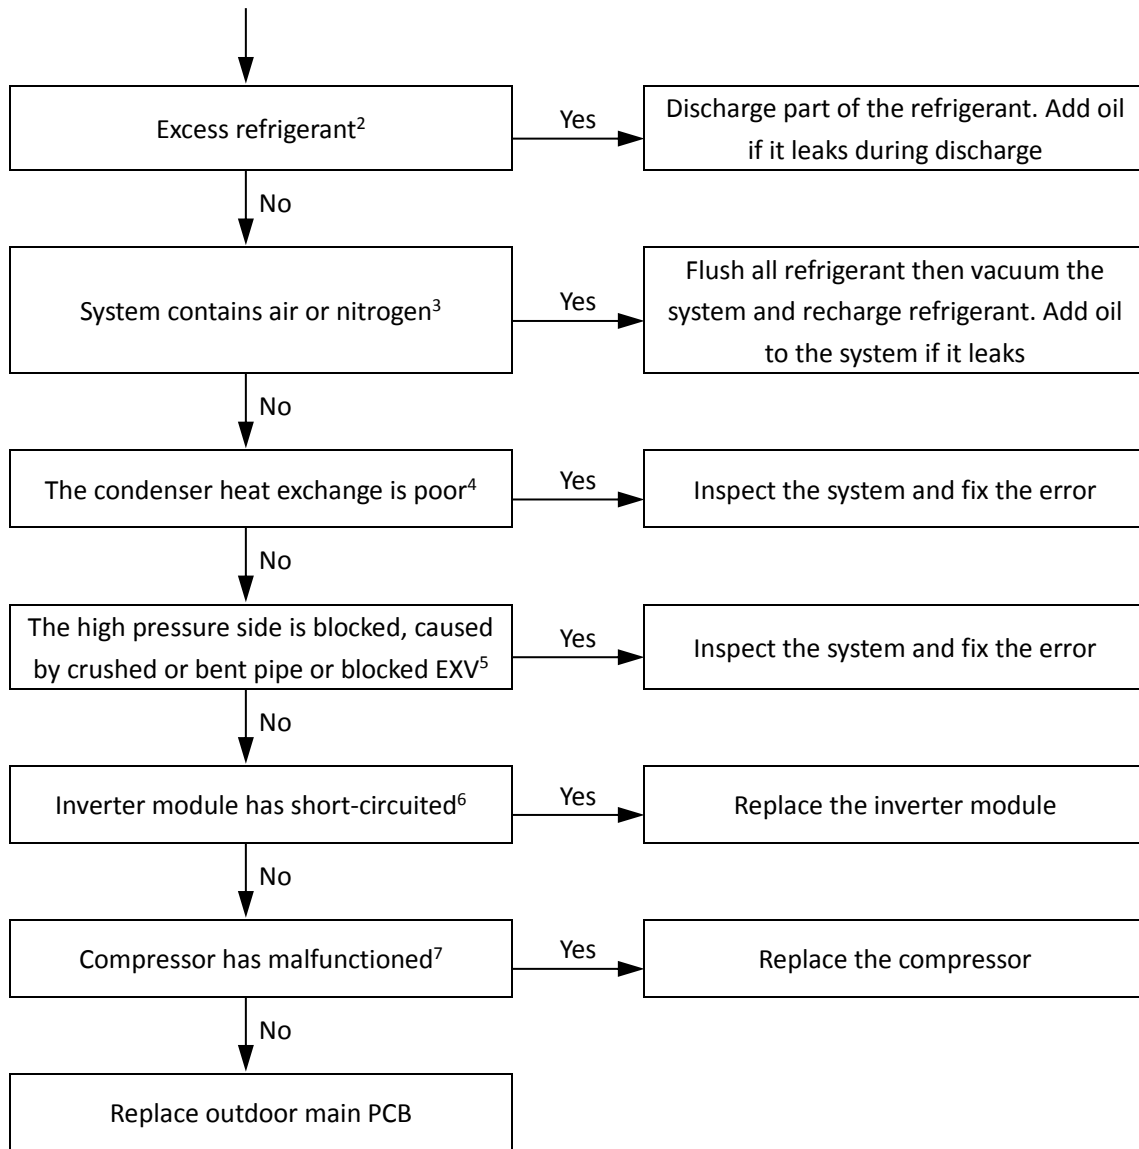 Excess refrigerant²
Yes
Discharge part of the refrigerant. Add oil
if it leaks during discharge
No
System contains air or nitrogen³
Yes
Flush all refrigerant then vacuum the
system and recharge refrigerant. Add oil
to the system if it leaks
No
The condenser heat exchange is poor⁴
Yes
Inspect the system and fix the error
No
The high pressure side is blocked, caused
by crushed or bent pipe or blocked EXV⁵
Yes
Inspect the system and fix the error
No
Inverter module has short-circuited⁶
Yes
Replace the inverter module
No
Compressor has malfunctioned⁷
Yes
Replace the compressor
No
Replace outdoor main PCB